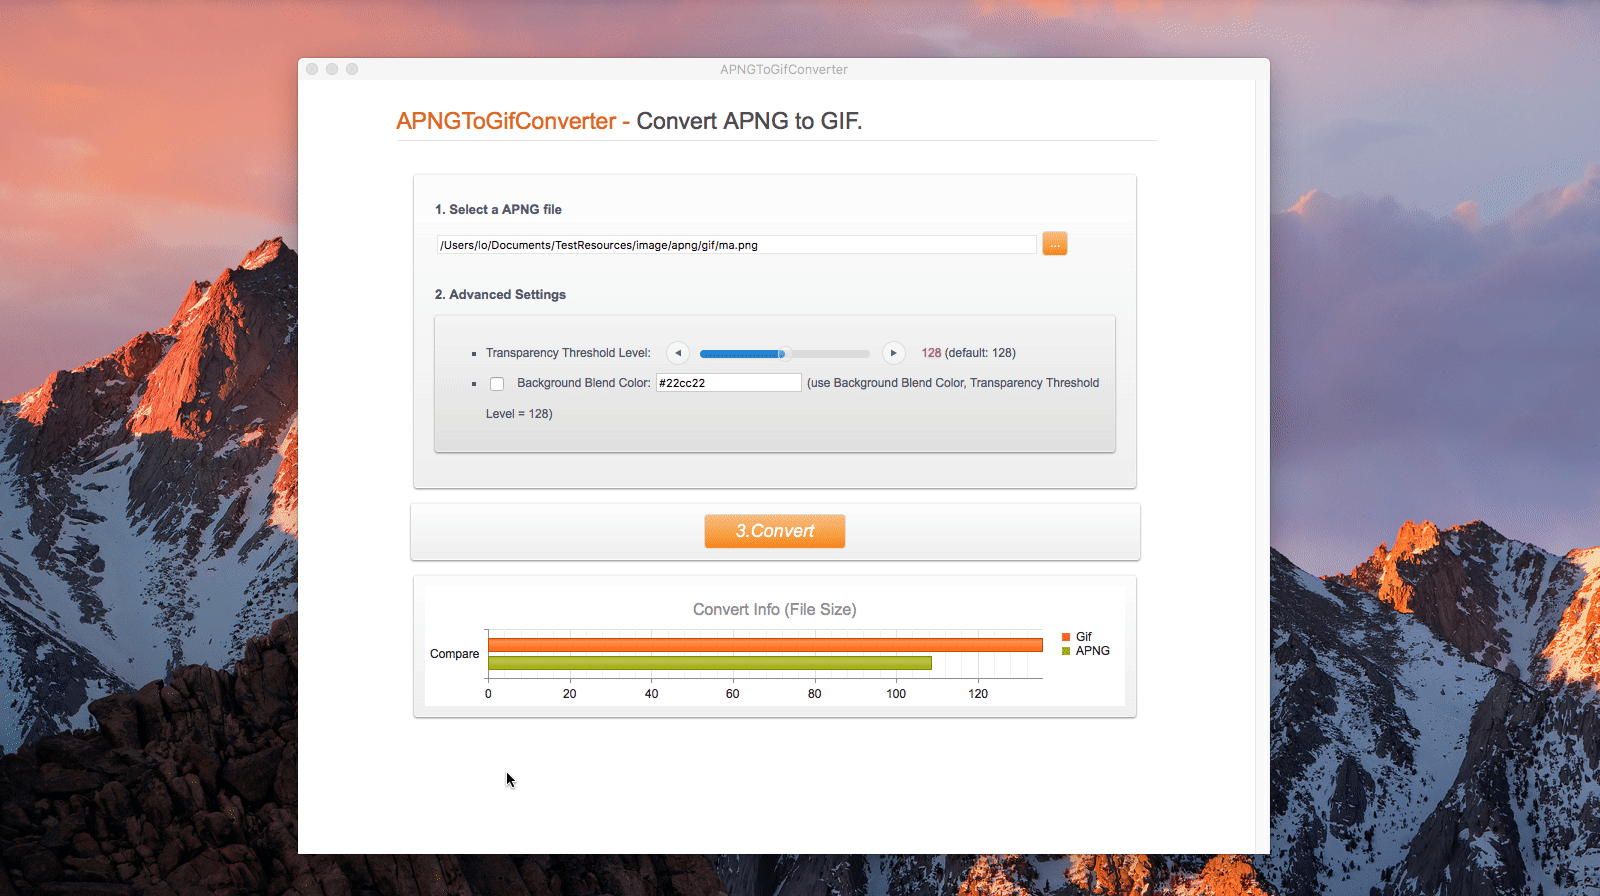 APNGToGifConverter
APNGToGifConverter - Convert APNG to GIF.
1. Select a APNG file
/Users/lo/Documents/TestResources/image/apng/gif/ma.png
...
2. Advanced Settings
Transparency Threshold Level: 128 (default: 128)
Background Blend Color: #22cc22 (use Background Blend Color, Transparency Threshold
Level = 128)
3.Convert
Convert Info (File Size)
Gif
APNG
Compare
0 20 40 60 80 100 120